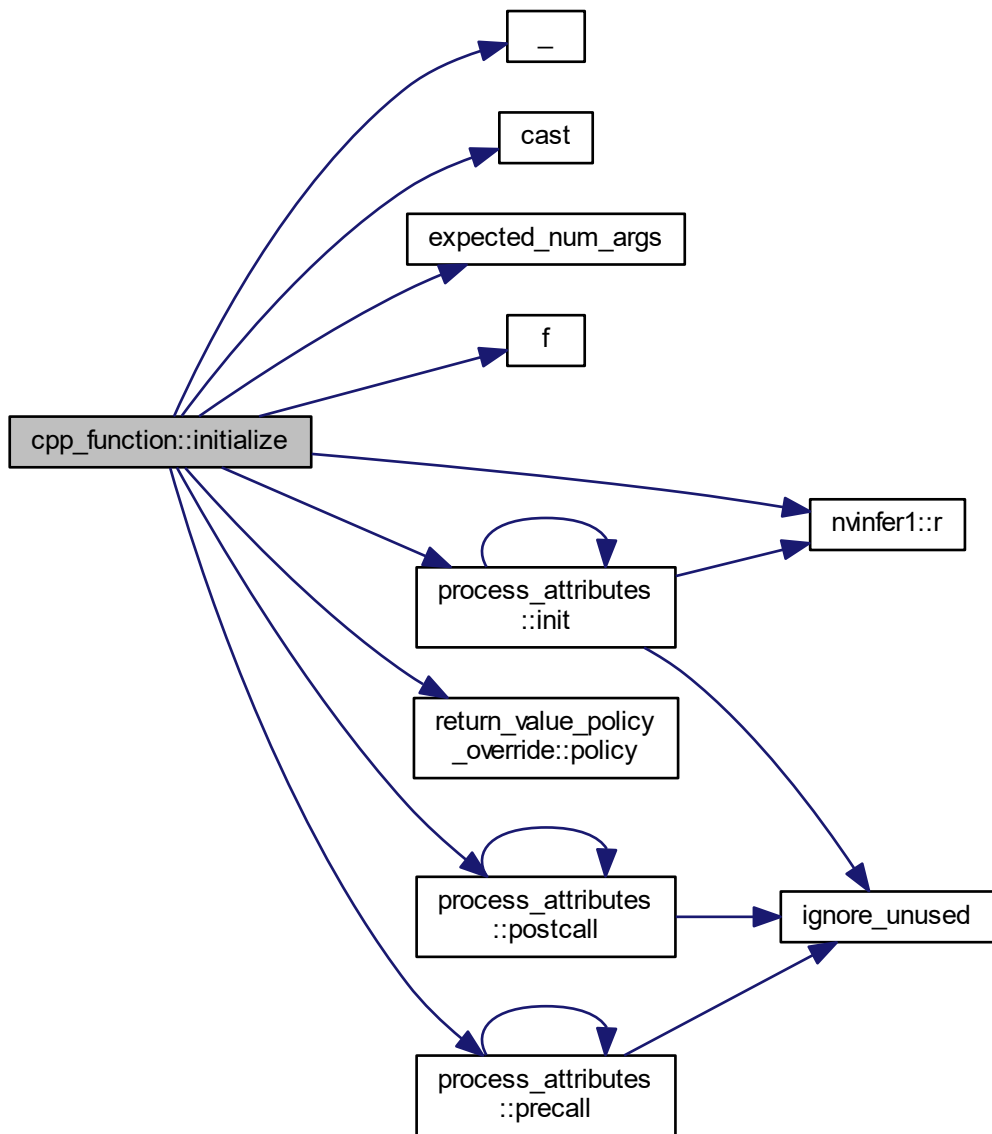 _
cast
expected_num_args
f
cpp_function::initialize
nvinfer1::r
process_attributes
::init
return_value_policy
_override::policy
process_attributes
::postcall
ignore_unused
process_attributes
::precall